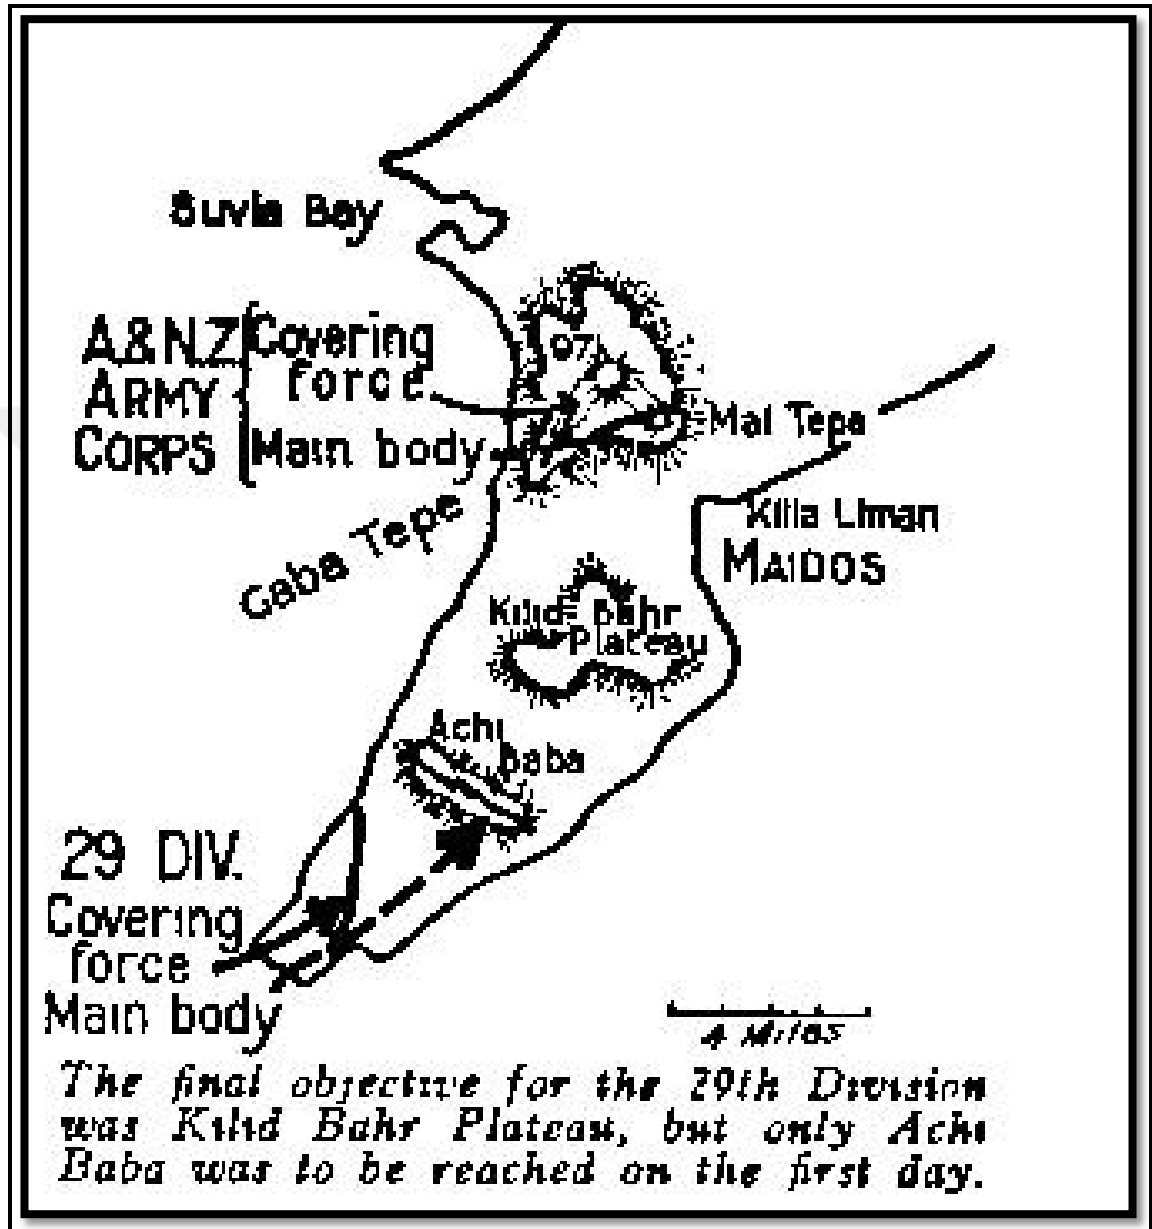 Suvla Bay
A.&N.Z. Covering
ARMY force
CORPS Main body
971
Mal Tepe
Gaba Tepe
Kilia Liman
MAIDOS
Kilid Bahr
Plateau
Achi
Baba
29 DIV.
Covering
force
Main body
4 Miles
The final objective for the 29th Division
was Kilid Bahr Plateau, but only Achi
Baba was to be reached on the first day.